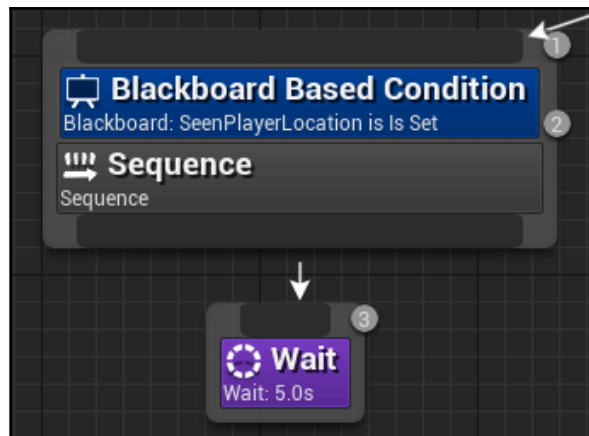 1
Blackboard Based Condition
Blackboard: SeenPlayerLocation is Is Set
2
Sequence
Sequence
3
Wait
Wait: 5.0s